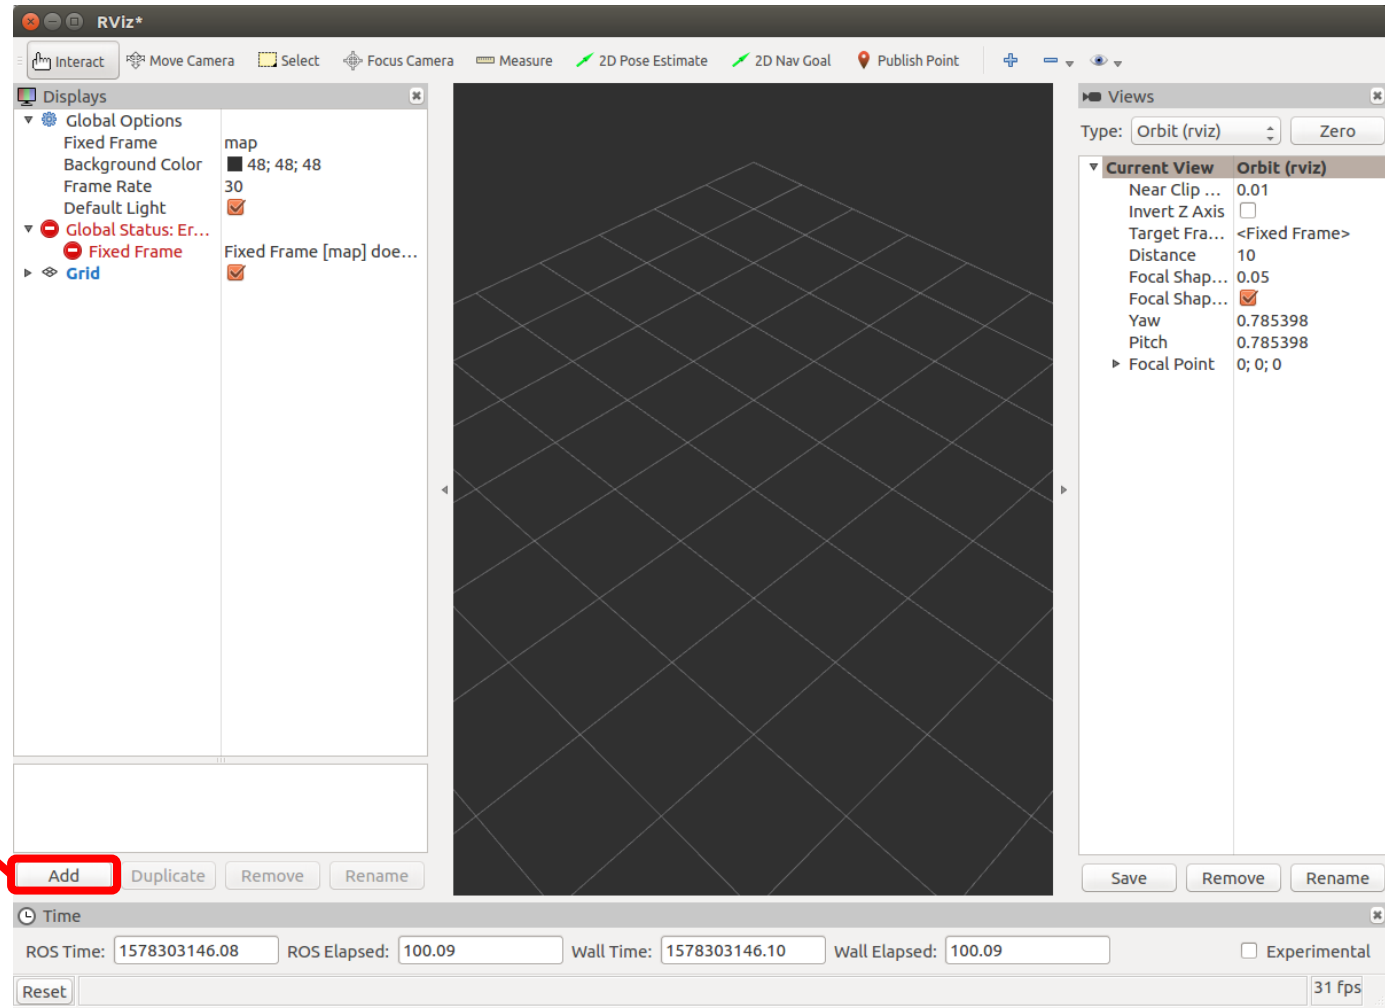 RViz*
Interact Move Camera Select Focus Camera Measure 2D Pose Estimate 2D Nav Goal Publish Point
Displays
Global Options
Fixed Frame map
Background Color 48; 48; 48
Frame Rate 30
Default Light
Global Status: Er...
Fixed Frame Fixed Frame [map] doe...
Grid
Add Duplicate Remove Rename
Views
Type: Orbit (rviz) Zero
Current View Orbit (rviz)
Near Clip ... 0.01
Invert Z Axis
Target Fra... <Fixed Frame>
Distance 10
Focal Shap... 0.05
Focal Shap...
Yaw 0.785398
Pitch 0.785398
Focal Point 0; 0; 0
Save Remove Rename
Time
ROS Time: 1578303146.08 ROS Elapsed: 100.09 Wall Time: 1578303146.10 Wall Elapsed: 100.09 Experimental
Reset 31 fps